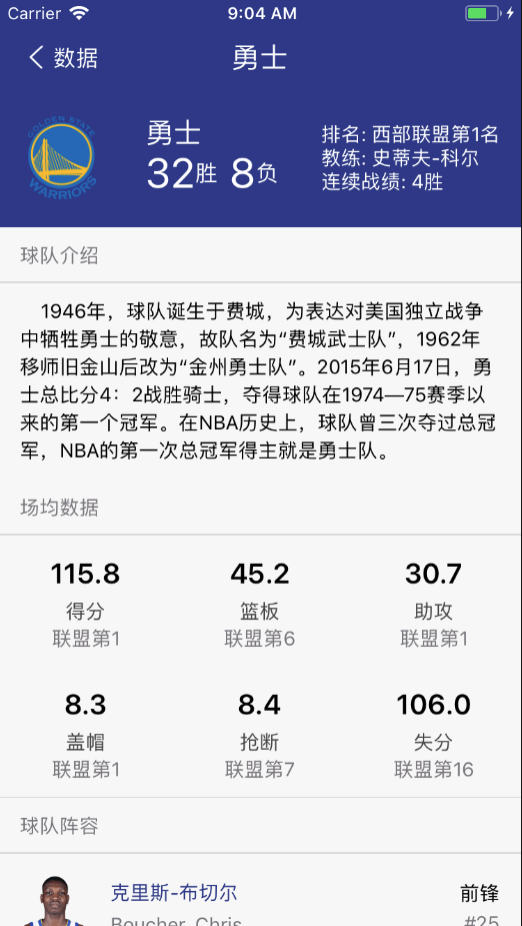 Carrier 9:04 AM
数据 勇士
GOLDEN STATE
WARRIORS
勇士
32胜 8负
排名: 西部联盟第1名
教练: 史蒂夫-科尔
连续战绩: 4胜
球队介绍
1946年，球队诞生于费城，为表达对美国独立战争
中牺牲勇士的敬意，故队名为“费城武士队”，1962年
移师旧金山后改为“金州勇士队”。2015年6月17日，勇
士总比分4：2战胜骑士，夺得球队在1974—75赛季以
来的第一个冠军。在NBA历史上，球队曾三次夺过总冠
军，NBA的第一次总冠军得主就是勇士队。
场均数据
115.8 45.2 30.7
得分 篮板 助攻
联盟第1 联盟第6 联盟第1
8.3 8.4 106.0
盖帽 抢断 失分
联盟第1 联盟第7 联盟第16
球队阵容
克里斯-布切尔 前锋
Boucher, Chris #25